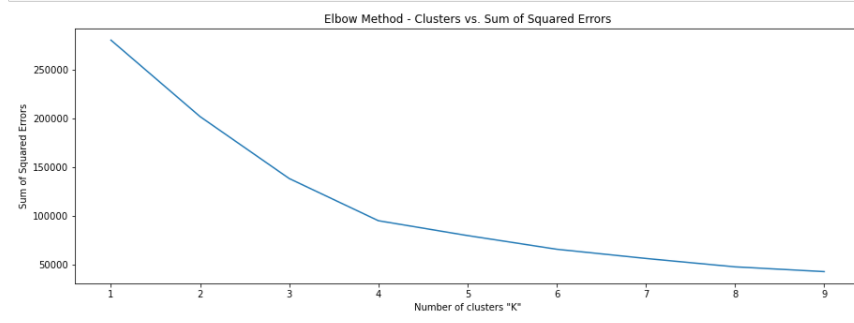 Elbow Method - Clusters vs. Sum of Squared Errors
250000
200000
150000
100000
50000
Sum of Squared Errors
1 2 3 4 5 6 7 8 9
Number of clusters "K"